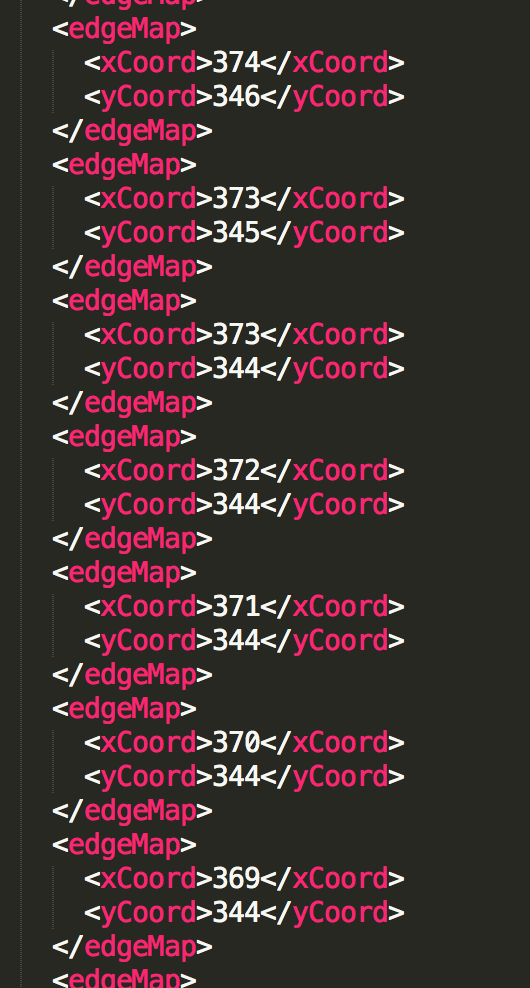 </edgeMap>
<edgeMap>
<xCoord>374</xCoord>
<yCoord>346</yCoord>
</edgeMap>
<edgeMap>
<xCoord>373</xCoord>
<yCoord>345</yCoord>
</edgeMap>
<edgeMap>
<xCoord>373</xCoord>
<yCoord>344</yCoord>
</edgeMap>
<edgeMap>
<xCoord>372</xCoord>
<yCoord>344</yCoord>
</edgeMap>
<edgeMap>
<xCoord>371</xCoord>
<yCoord>344</yCoord>
</edgeMap>
<edgeMap>
<xCoord>370</xCoord>
<yCoord>344</yCoord>
</edgeMap>
<edgeMap>
<xCoord>369</xCoord>
<yCoord>344</yCoord>
</edgeMap>
<edgeMap>